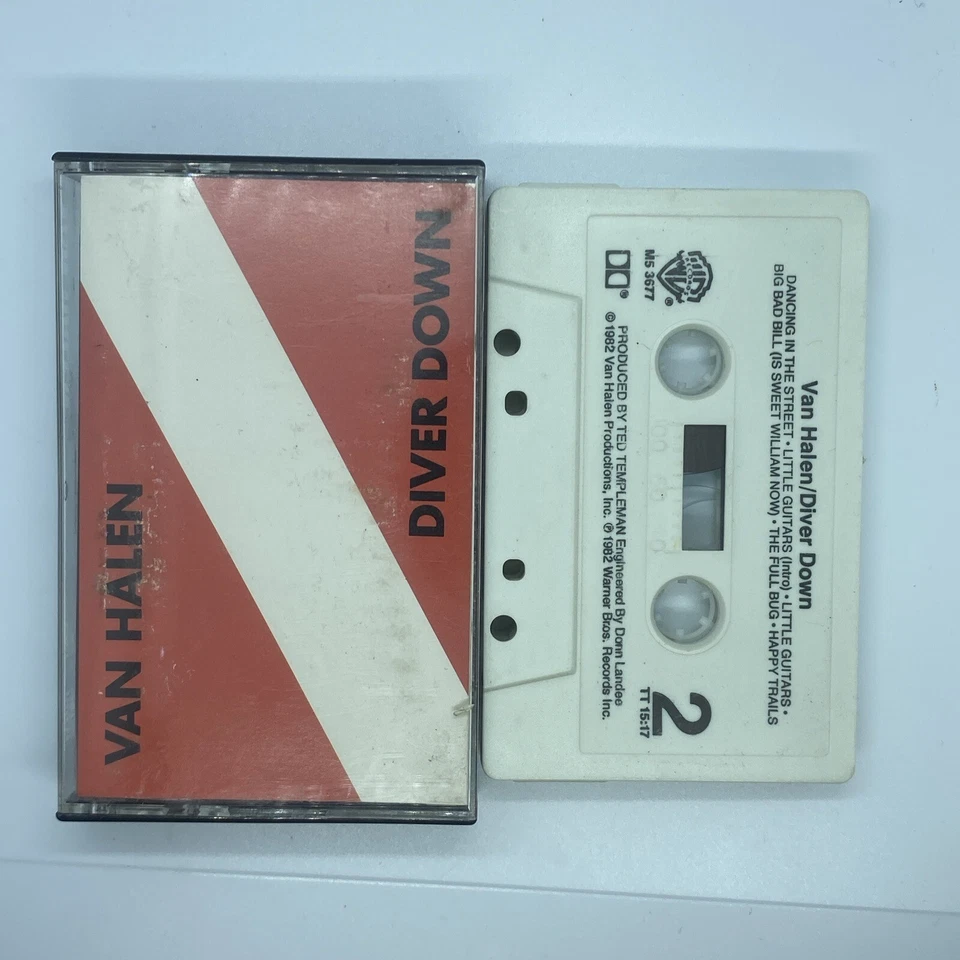 VAN HALEN
DIVER DOWN
Van Halen/Diver Down
DANCING IN THE STREET • LITTLE GUITARS (Intro) • LITTLE GUITARS •
BIG BAD BILL (IS SWEET WILLIAM NOW) • THE FULL BUG • HAPPY TRAILS
WB
RECORDS
®
M5 3677
®
2
TT 15:17
PRODUCED BY TED TEMPLEMAN Engineered By Donn Landee
©1982 Van Halen Productions, Inc. ℗1982 Warner Bros. Records Inc.